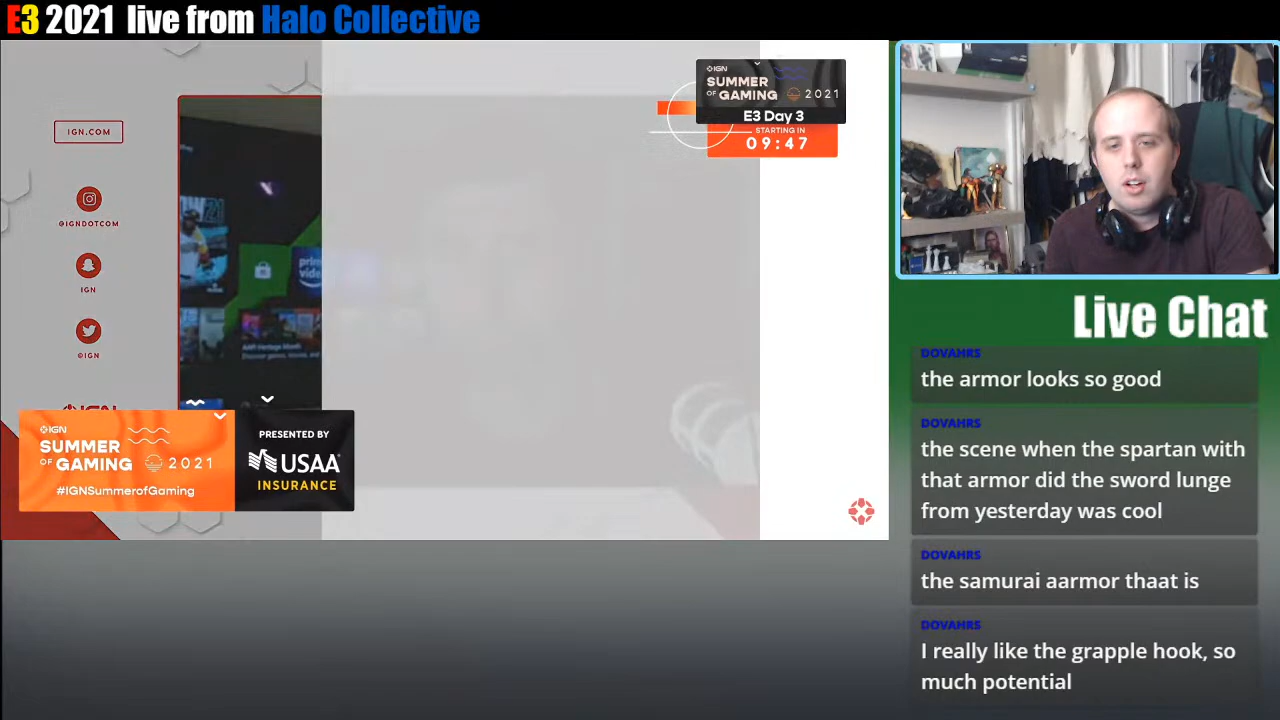 E3 2021 live from Halo Collective
IGN.COM
@IGNDOTCOM
IGN
@IGN
IGN
SUMMER
OF GAMING 2021
E3 Day 3
STARTING IN
09:47
prime
video
IGN
SUMMER
OF GAMING 2021
#IGNSummerofGaming
PRESENTED BY
USAA
INSURANCE
Live Chat
DOVAHRS
the armor looks so good
DOVAHRS
the scene when the spartan with
that armor did the sword lunge
from yesterday was cool
DOVAHRS
the samurai aarmor thaat is
DOVAHRS
I really like the grapple hook, so
much potential